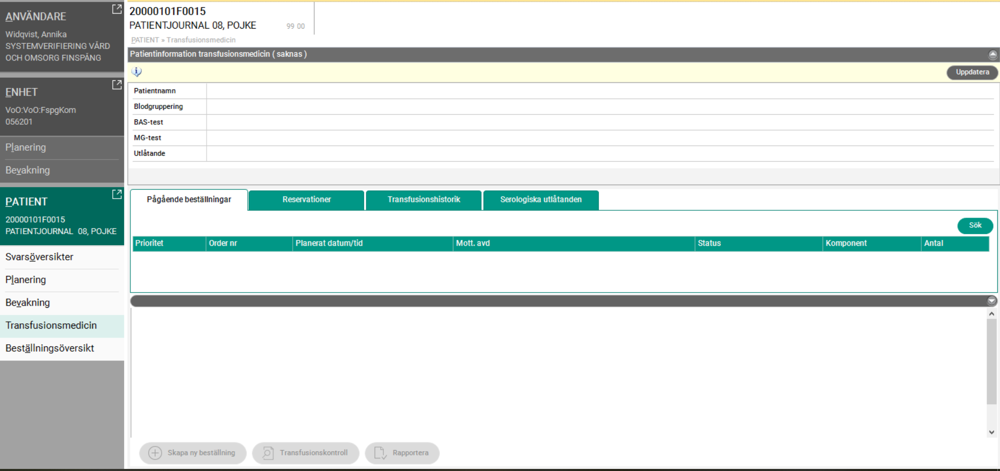 ANVÄNDARE
Widqvist, Annika
SYSTEMVERIFIERING VÅRD
OCH OMSORG FINSPÅNG
ENHET
VoO:VoO:FspgKom
056201
Planering
Bevakning
PATIENT
20000101F0015
PATIENTJOURNAL 08, POJKE
Svarsöversikter
Planering
Bevakning
Transfusionsmedicin
Beställningsöversikt
20000101F0015
PATIENTJOURNAL 08, POJKE 99 00
PATIENT » Transfusionsmedicin
Patientinformation transfusionsmedicin ( saknas )
Uppdatera
Patientnamn
Blodgruppering
BAS-test
MG-test
Utlåtande
Pågående beställningar Reservationer Transfusionshistorik Serologiska utlåtanden
Sök
Prioritet Order nr Planerat datum/tid Mott. avd Status Komponent Antal
Skapa ny beställning Transfusionskontroll Rapportera